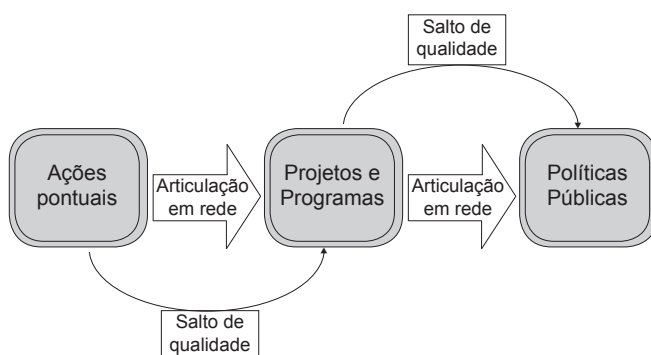 Salto de
qualidade
Ações
pontuais
Articulação
em rede
Projetos e
Programas
Articulação
em rede
Políticas
Públicas
Salto de
qualidade